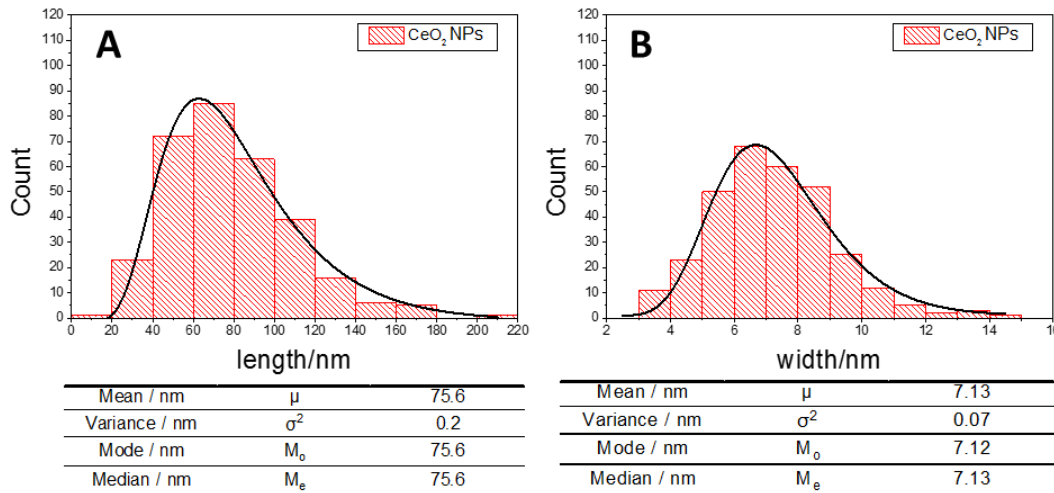 A
CeO₂ NPs
120
110
100
90
80
70
60
50
40
30
20
10
0
Count
0 20 40 60 80 100 120 140 160 180 200 220
length/nm
Mean / nm μ 75.6
Variance / nm σ² 0.2
Mode / nm Mₒ 75.6
Median / nm Mₑ 75.6
B
CeO₂ NPs
120
110
100
90
80
70
60
50
40
30
20
10
0
Count
2 4 6 8 10 12 14 16
width/nm
Mean / nm μ 7.13
Variance / nm σ² 0.07
Mode / nm Mₒ 7.12
Median / nm Mₑ 7.13